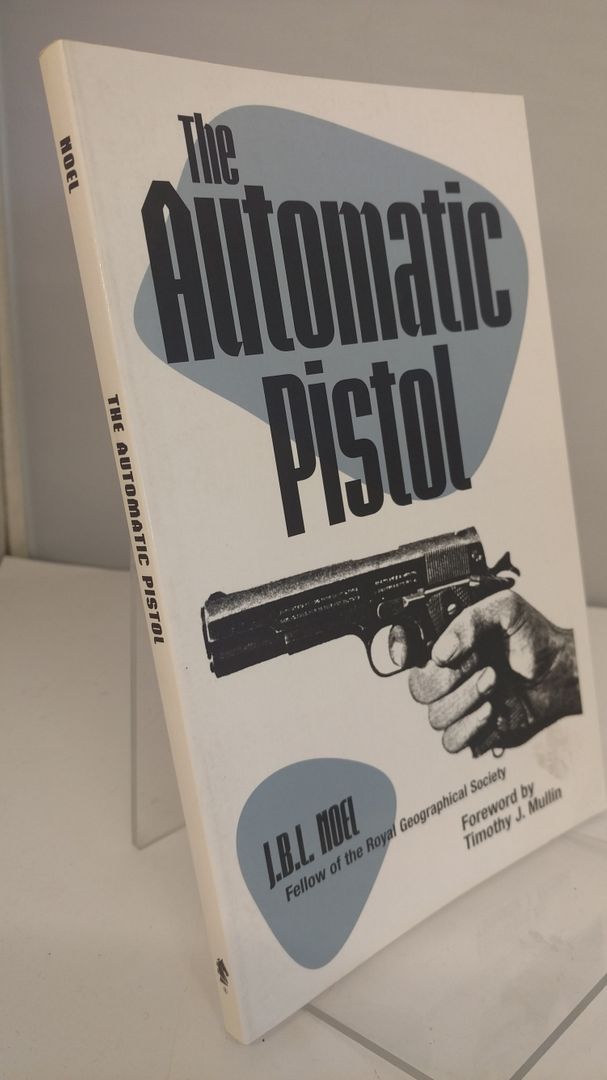 The
Automatic
Pistol
J.B.L. NOEL
Fellow of the Royal Geographical Society
Foreword by
Timothy J. Mullin
NOEL
THE AUTOMATIC PISTOL